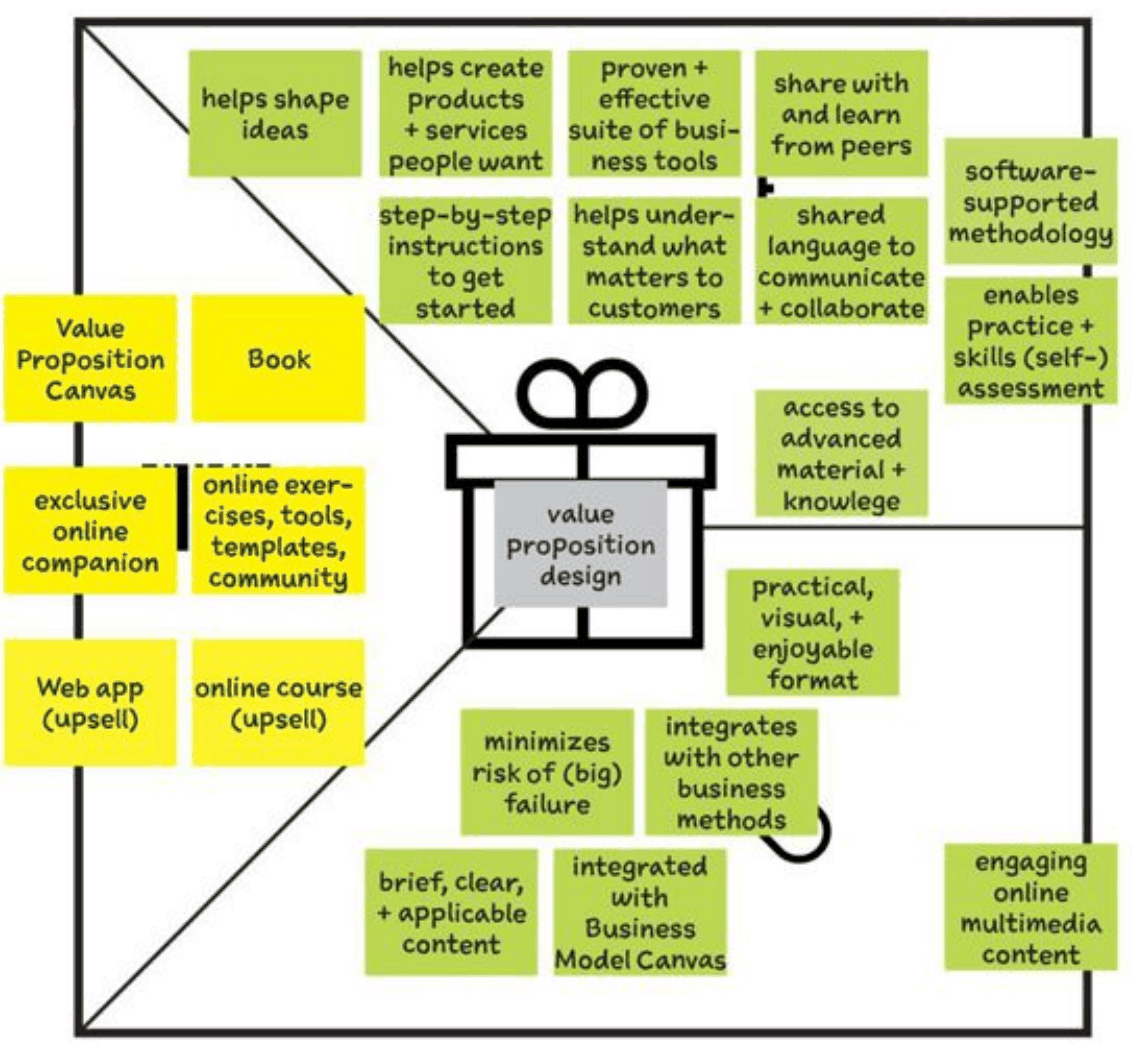 helps shape
ideas
helps create
products
+ services
people want
proven +
effective
suite of busi-
ness tools
share with
and learn
from peers
software-
supported
methodology
step-by-step
instructions
to get
started
helps under-
stand what
matters to
customers
shared
language to
communicate
+ collaborate
enables
practice +
skills (self-)
assessment
Value
Proposition
Canvas
Book
access to
advanced
material +
knowlege
exclusive
online
companion
online exer-
cises, tools,
templates,
community
value
proposition
design
practical,
visual, +
enjoyable
format
Web app
(upsell)
online course
(upsell)
minimizes
risk of (big)
failure
integrates
with other
business
methods
brief, clear,
+ applicable
content
integrated
with
Business
Model Canvas
engaging
online
multimedia
content